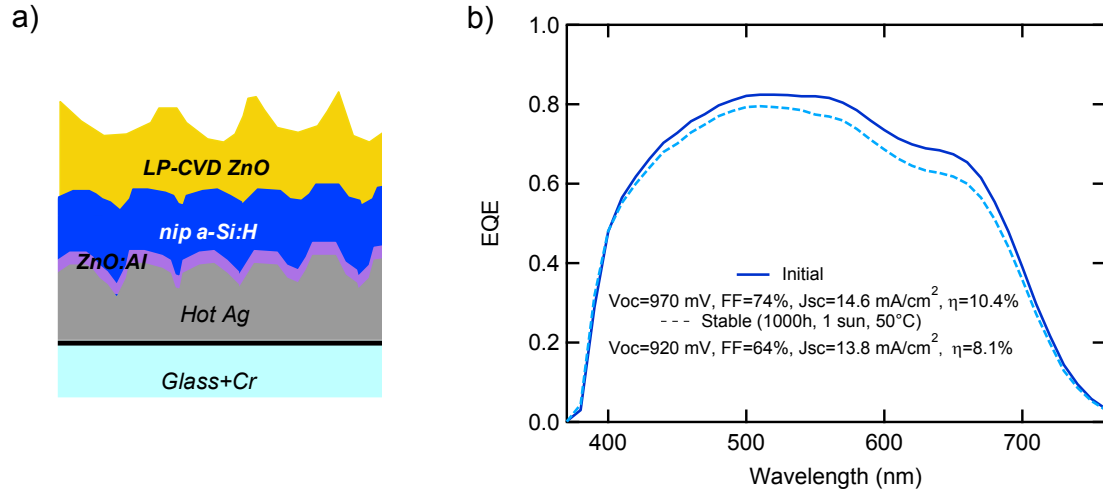 a)
LP-CVD ZnO
nip a-Si:H
ZnO:Al
Hot Ag
Glass+Cr
b)
1.0
0.8
0.6
0.4
0.2
0.0
EQE
Initial
Voc=970 mV, FF=74%, Jsc=14.6 mA/cm², η=10.4%
Stable (1000h, 1 sun, 50°C)
Voc=920 mV, FF=64%, Jsc=13.8 mA/cm², η=8.1%
400 500 600 700
Wavelength (nm)